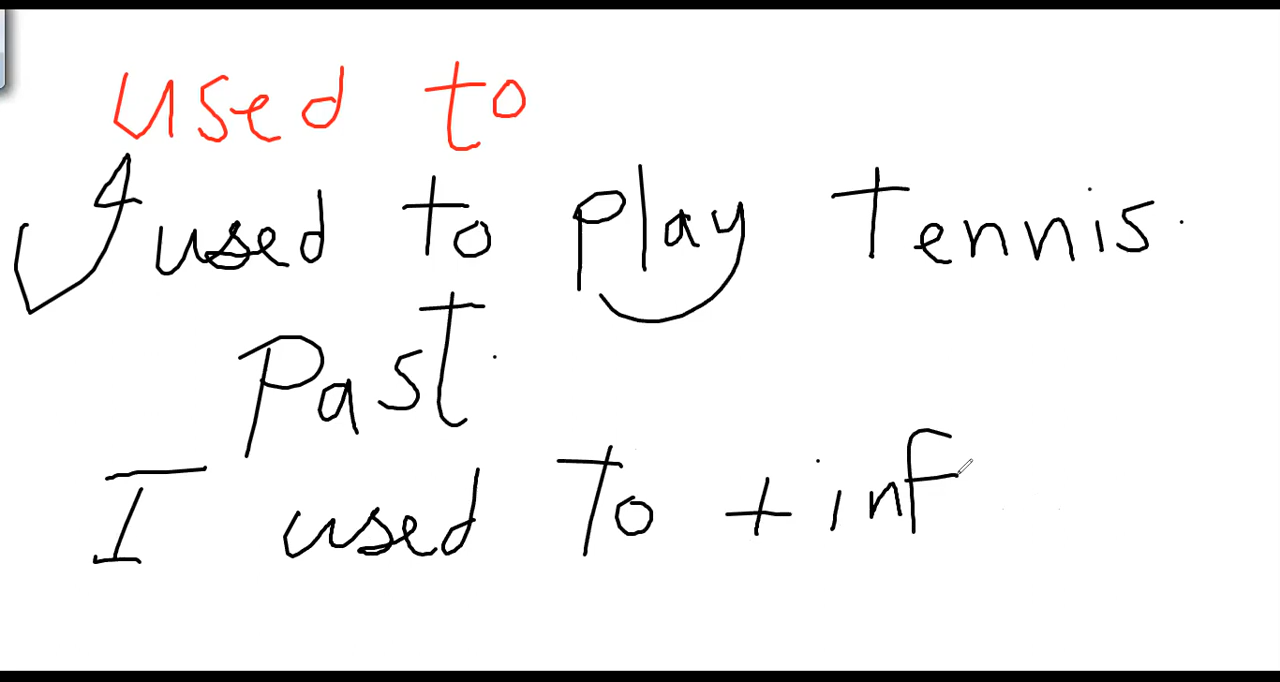 used to
I used to play Tennis.
Past.
I used To + inf